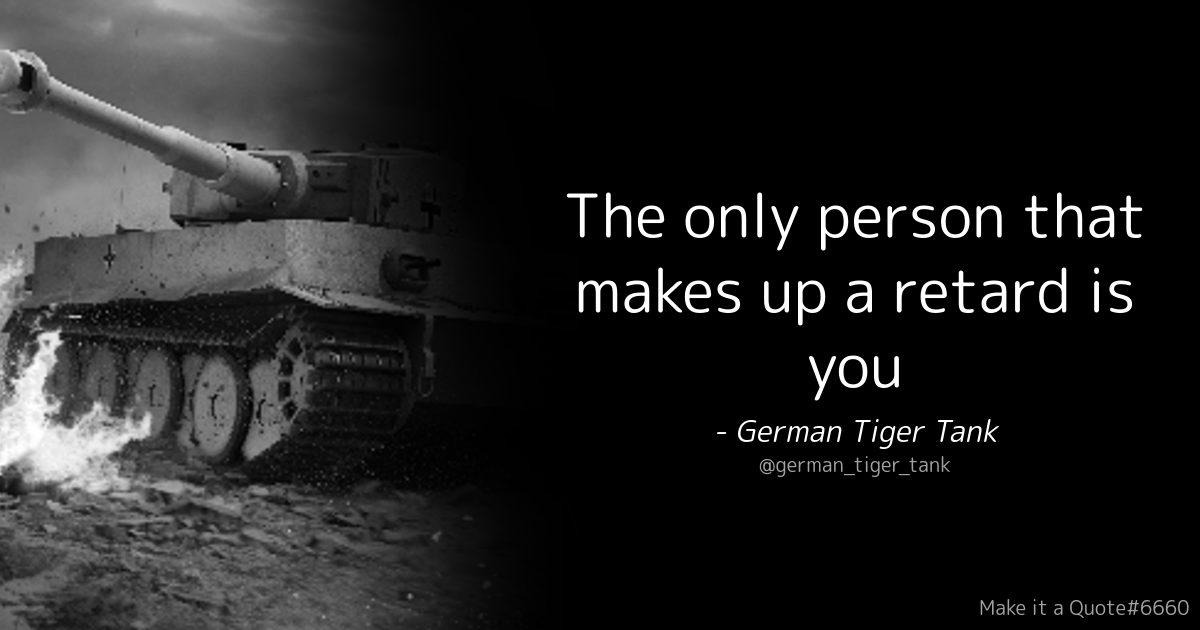 The only person that
makes up a retard is
you
- German Tiger Tank
@german_tiger_tank
Make it a Quote#6660